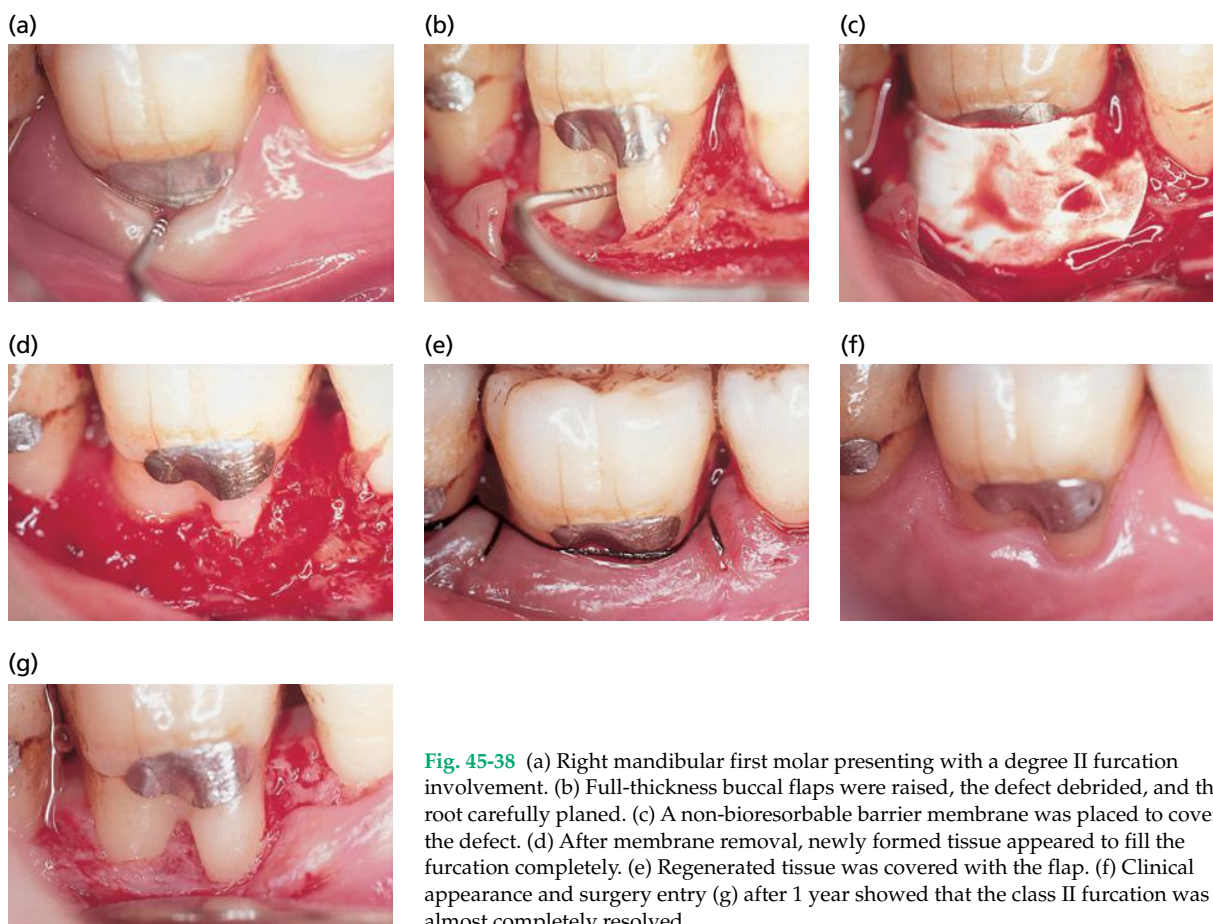 (a)
(b)
(c)
(d)
(e)
(f)
(g)
Fig. 45-38 (a) Right mandibular first molar presenting with a degree II furcation
involvement. (b) Full-thickness buccal flaps were raised, the defect debrided, and th
root carefully planed. (c) A non-bioresorbable barrier membrane was placed to cove
the defect. (d) After membrane removal, newly formed tissue appeared to fill the
furcation completely. (e) Regenerated tissue was covered with the flap. (f) Clinical
appearance and surgery entry (g) after 1 year showed that the class II furcation was
almost completely resolved.